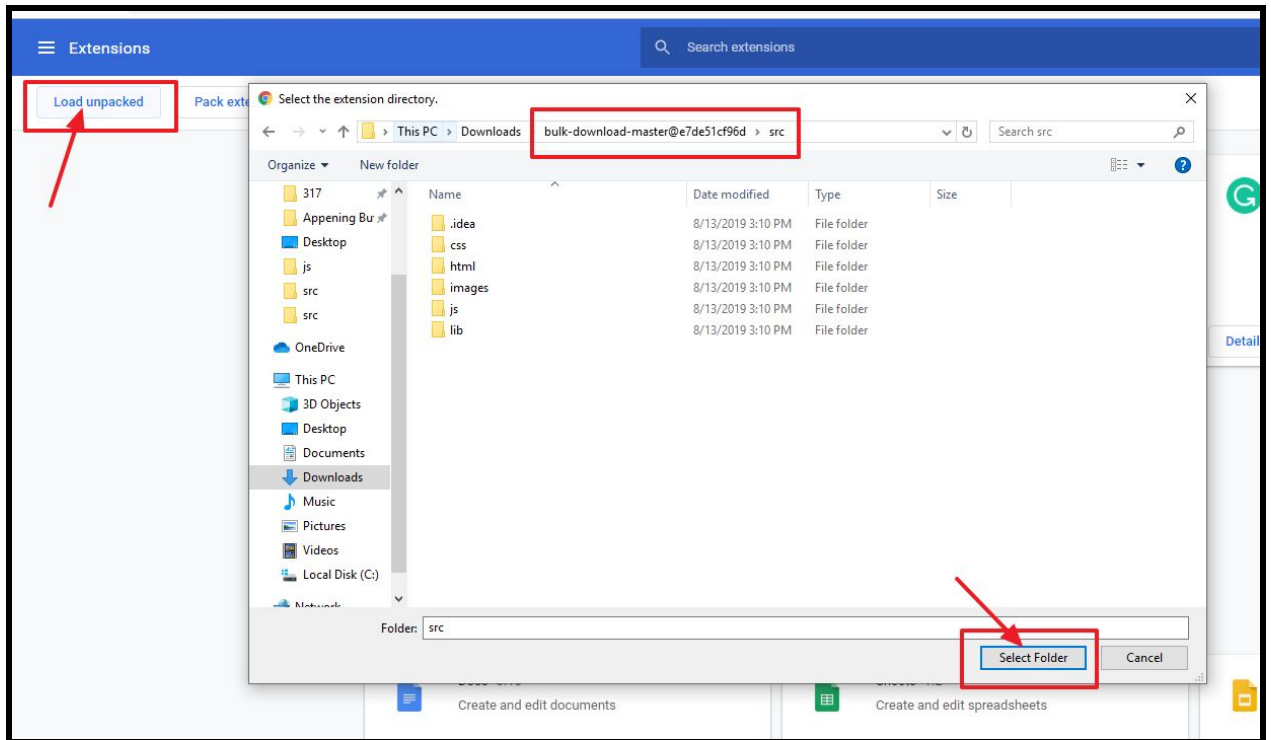 Extensions
Search extensions
Load unpacked
Pack exte
Select the extension directory.
This PC > Downloads bulk-download-master@e7de51cf96d > src
Search src
Organize
New folder
317
Appening Bu
Desktop
js
src
src
OneDrive
This PC
3D Objects
Desktop
Documents
Downloads
Music
Pictures
Videos
Local Disk (C:)
Network
Name Date modified Type Size
.idea 8/13/2019 3:10 PM File folder
css 8/13/2019 3:10 PM File folder
html 8/13/2019 3:10 PM File folder
images 8/13/2019 3:10 PM File folder
js 8/13/2019 3:10 PM File folder
lib 8/13/2019 3:10 PM File folder
Detail
Folder: src
Select Folder
Cancel
Create and edit documents
Create and edit spreadsheets